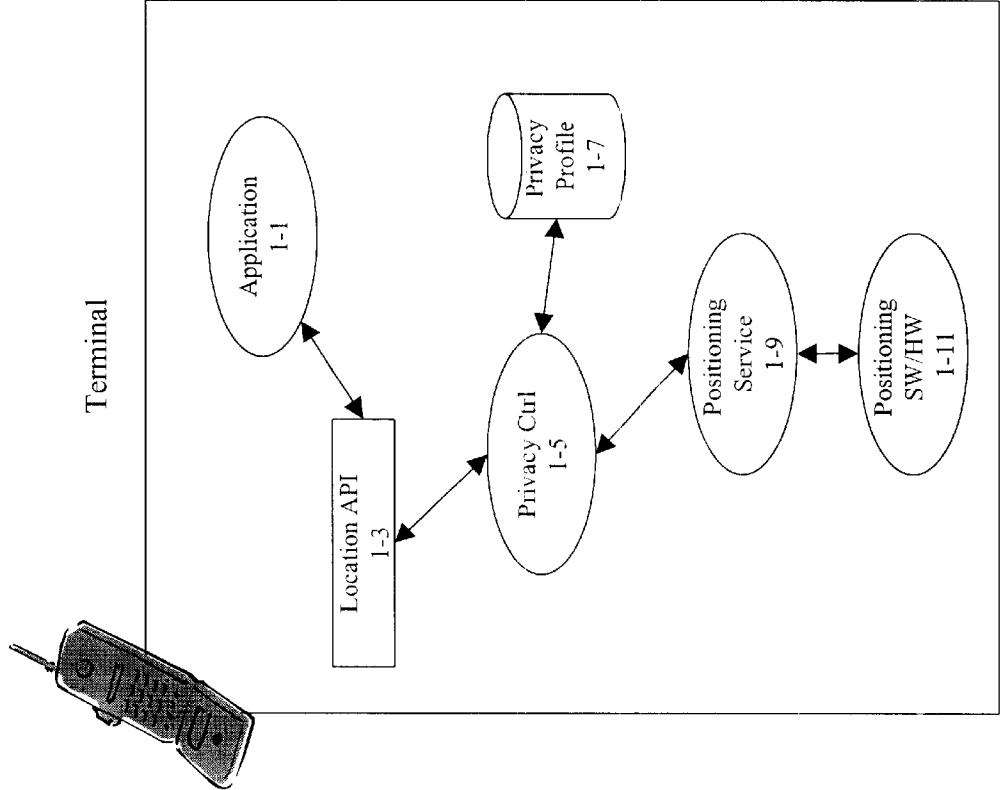 Terminal
Application
1-1
Location API
1-3
Privacy Ctrl
1-5
Privacy
Profile
1-7
Positioning
Service
1-9
Positioning
SW/HW
1-11